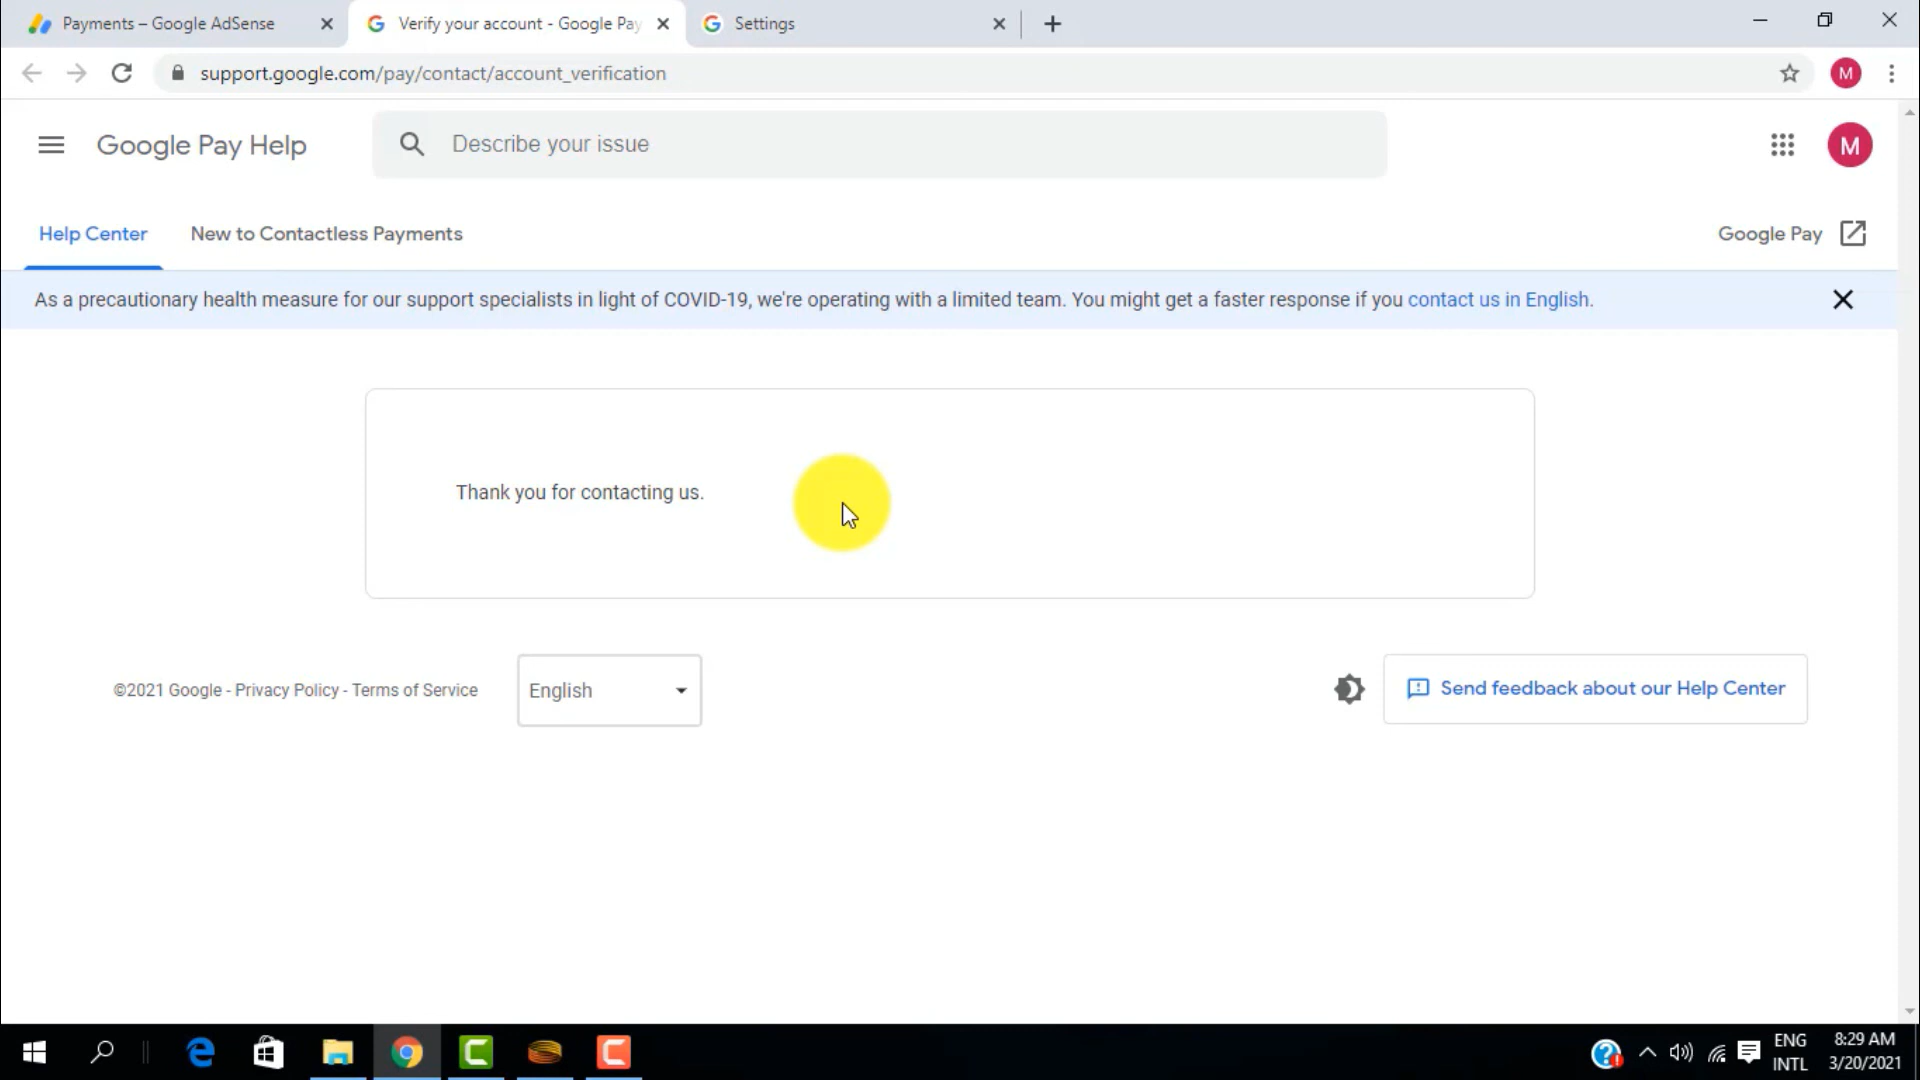 Payments – Google AdSense
Verify your account - Google Pay
Settings
support.google.com/pay/contact/account_verification
M
Google Pay Help
Describe your issue
M
Help Center
New to Contactless Payments
Google Pay
As a precautionary health measure for our support specialists in light of COVID-19, we're operating with a limited team. You might get a faster response if you contact us in English.
Thank you for contacting us.
©2021 Google - Privacy Policy - Terms of Service
English
Send feedback about our Help Center
ENG
INTL
8:29 AM
3/20/2021